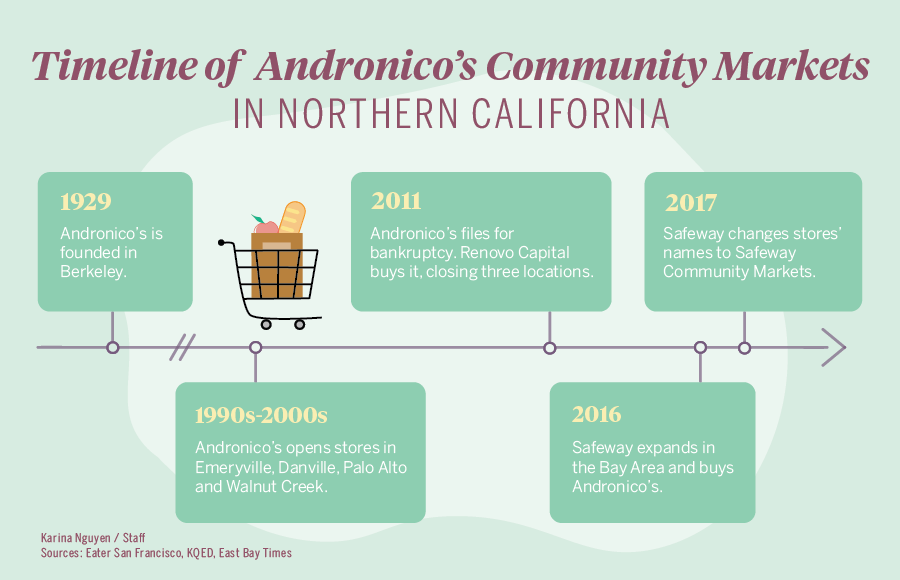 Timeline of Andronico’s Community Markets
IN NORTHERN CALIFORNIA
1929
Andronico’s is
founded in
Berkeley.
1990s-2000s
Andronico’s opens stores in
Emeryville, Danville, Palo Alto
and Walnut Creek.
2011
Andronico’s files for
bankruptcy. Renovo Capital
buys it, closing three locations.
2016
Safeway expands in
the Bay Area and buys
Andronico’s.
2017
Safeway changes stores’
names to Safeway
Community Markets.
Karina Nguyen / Staff
Sources: Eater San Francisco, KQED, East Bay Times